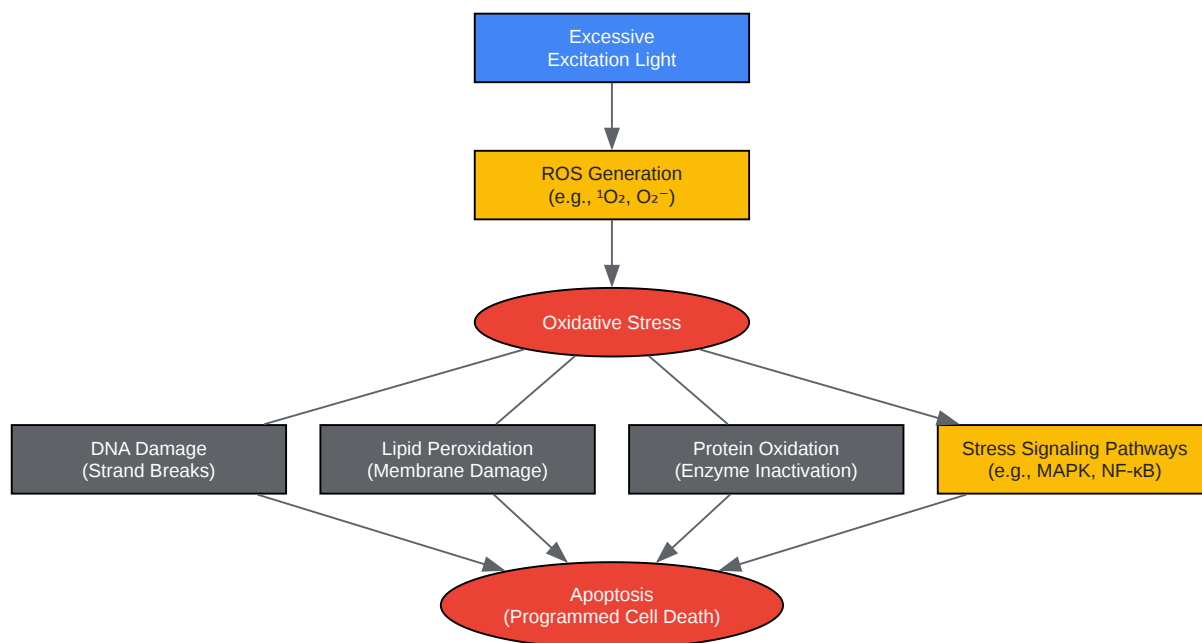 Excessive
Excitation Light
ROS Generation
(e.g., ¹O₂, O₂⁻)
Oxidative Stress
DNA Damage
(Strand Breaks)
Lipid Peroxidation
(Membrane Damage)
Protein Oxidation
(Enzyme Inactivation)
Stress Signaling Pathways
(e.g., MAPK, NF-κB)
Apoptosis
(Programmed Cell Death)